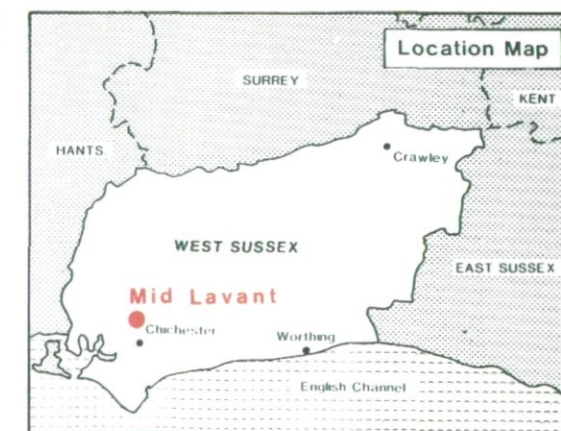 Location Map
SURREY
KENT
HANTS.
Crawley
WEST SUSSEX
EAST SUSSEX
Mid Lavant
Chichester
Worthing
English Channel